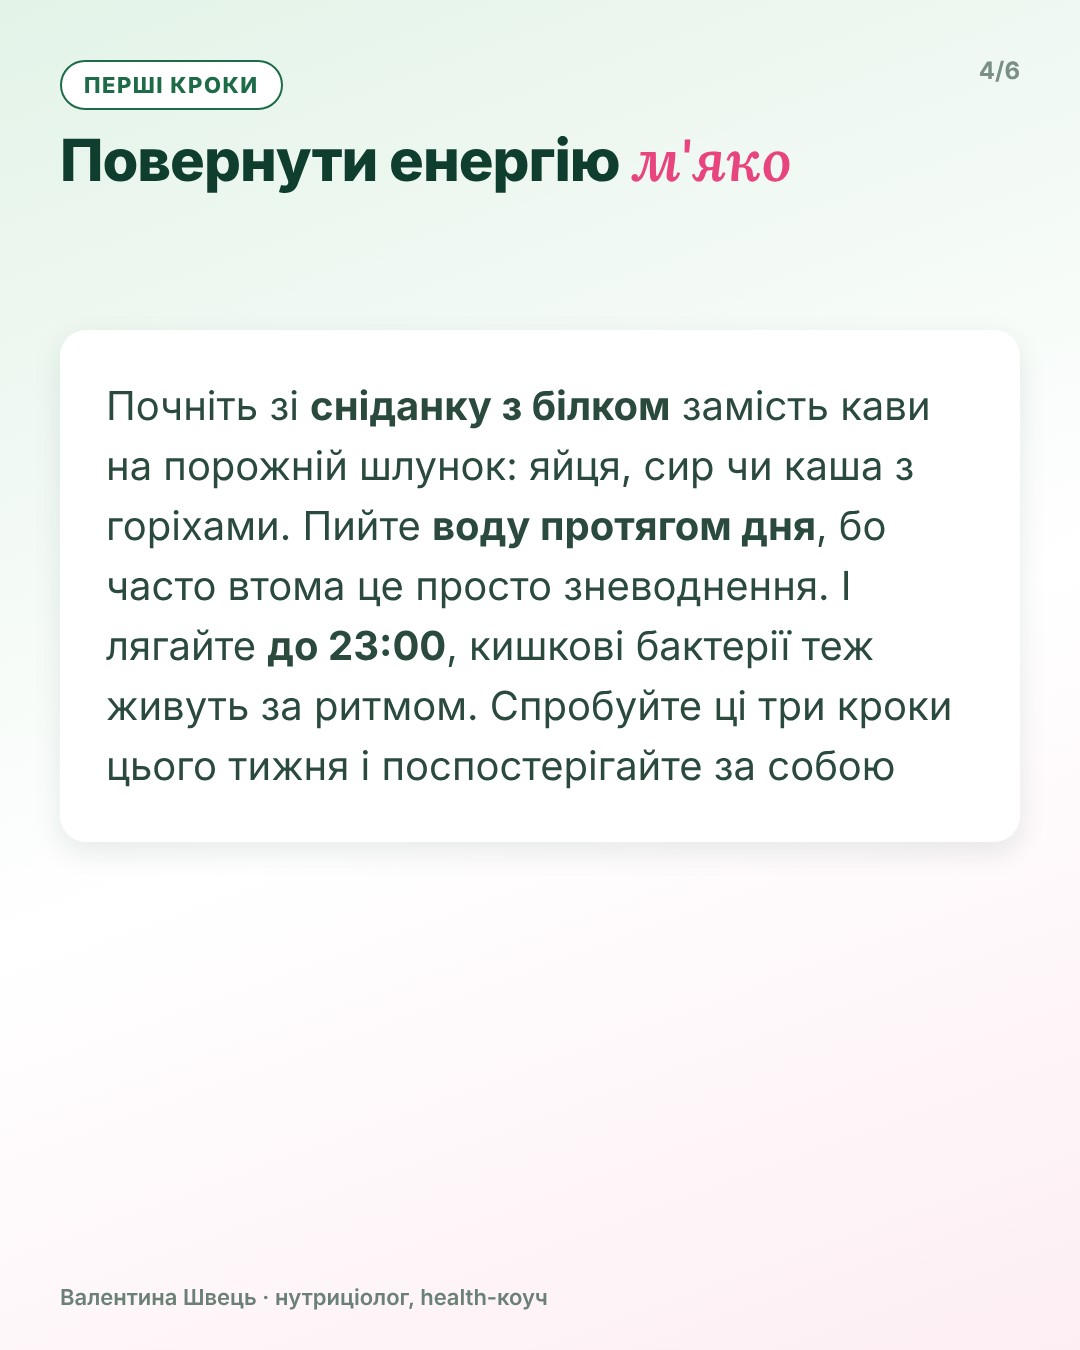 ПЕРШІ КРОКИ
4/6
Повернути енергію м'яко
Почніть зі сніданку з білком замість кави
на порожній шлунок: яйця, сир чи каша з
горіхами. Пийте воду протягом дня, бо
часто втома це просто зневоднення. І
лягайте до 23:00, кишкові бактерії теж
живуть за ритмом. Спробуйте ці три кроки
цього тижня і поспостерігайте за собою
Валентина Швець · нутриціолог, health-коуч